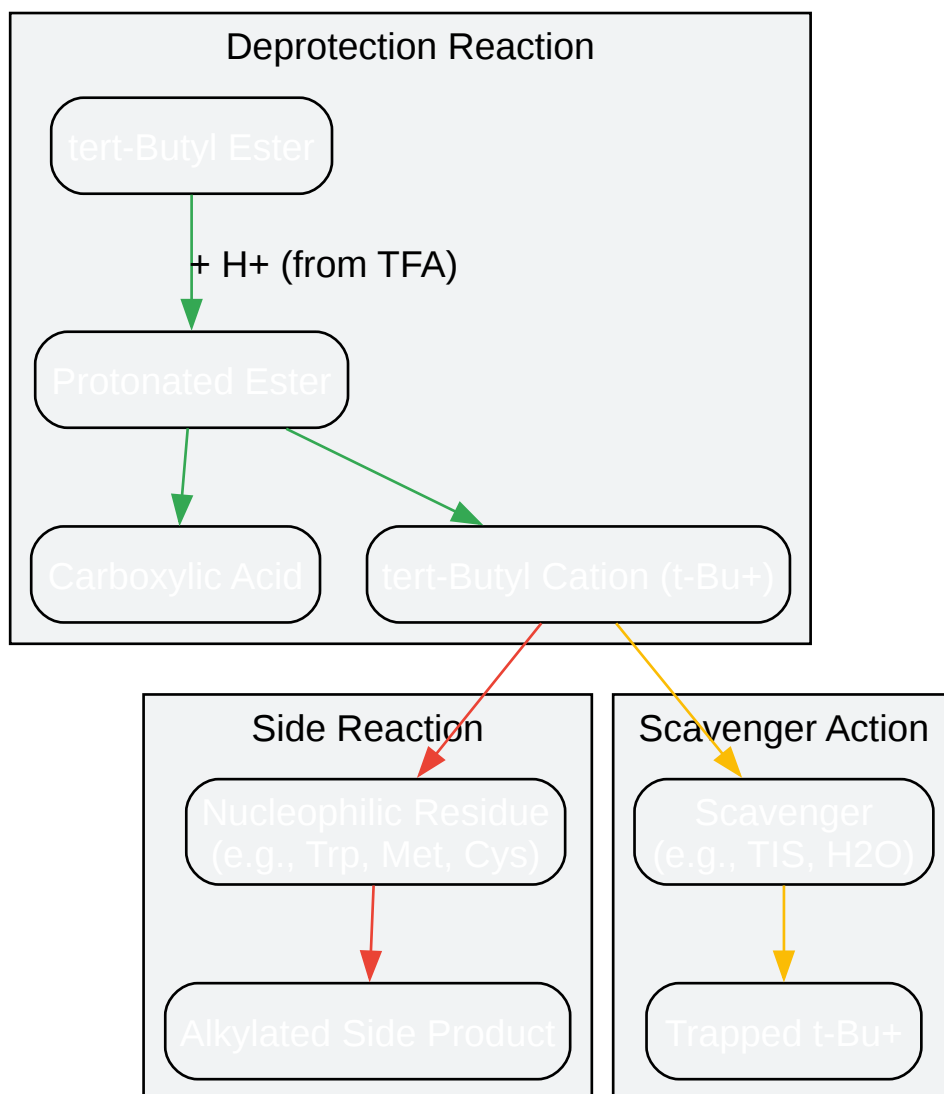 Deprotection Reaction
tert-Butyl Ester
+ H+ (from TFA)
Protonated Ester
Carboxylic Acid
tert-Butyl Cation (t-Bu+)
Side Reaction
Nucleophilic Residue
(e.g., Trp, Met, Cys)
Alkylated Side Product
Scavenger Action
Scavenger
(e.g., TIS, H2O)
Trapped t-Bu+